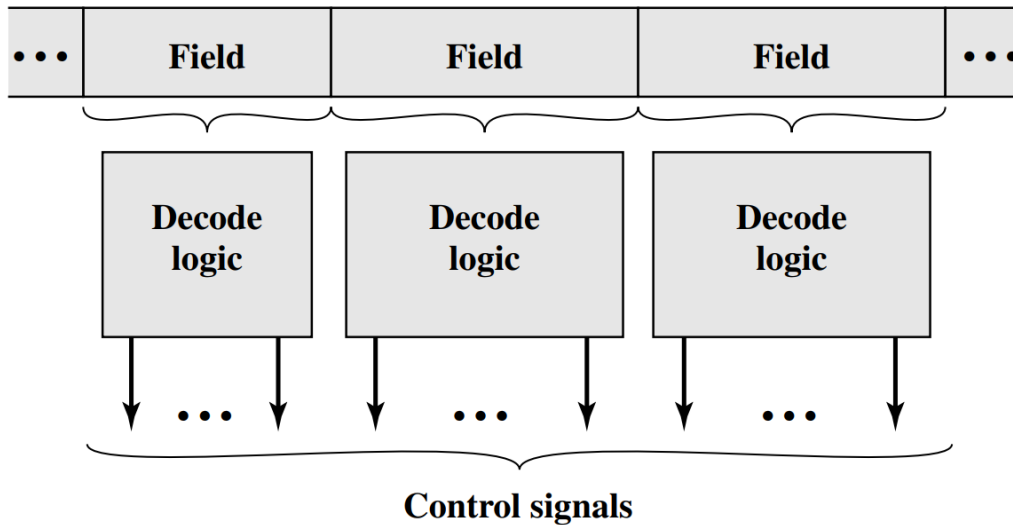 ••• Field Field Field •••
Decode Decode Decode
logic logic logic
••• ••• •••
Control signals